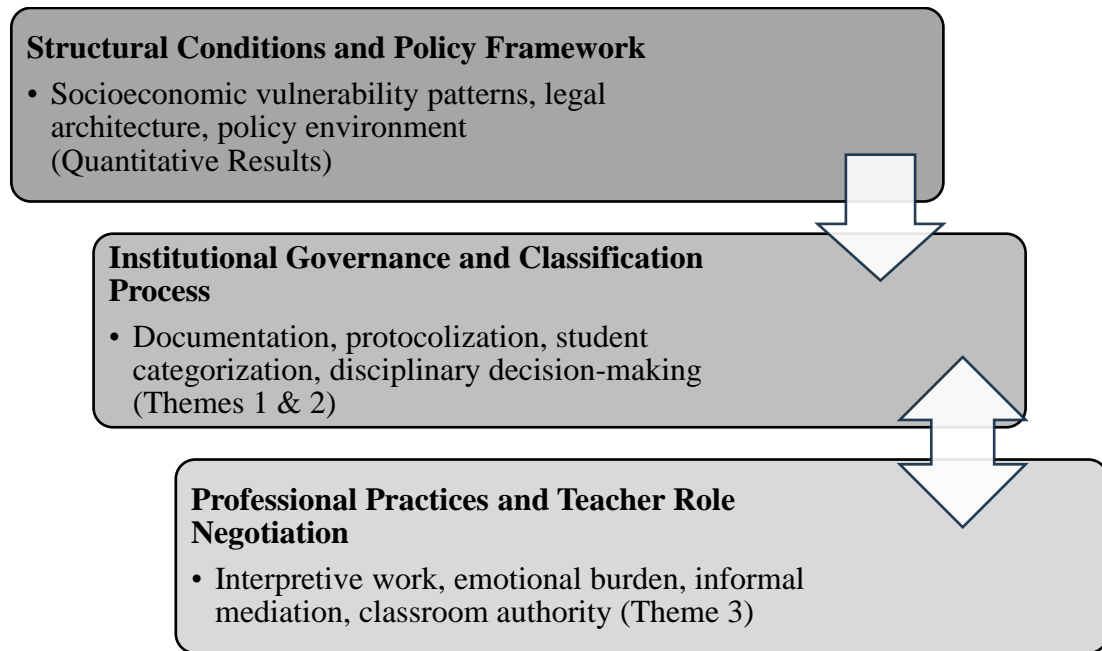 Structural Conditions and Policy Framework
• Socioeconomic vulnerability patterns, legal
architecture, policy environment
(Quantitative Results)
Institutional Governance and Classification
Process
• Documentation, protocolization, student
categorization, disciplinary decision-making
(Themes 1 & 2)
Professional Practices and Teacher Role
Negotiation
• Interpretive work, emotional burden, informal
mediation, classroom authority (Theme 3)